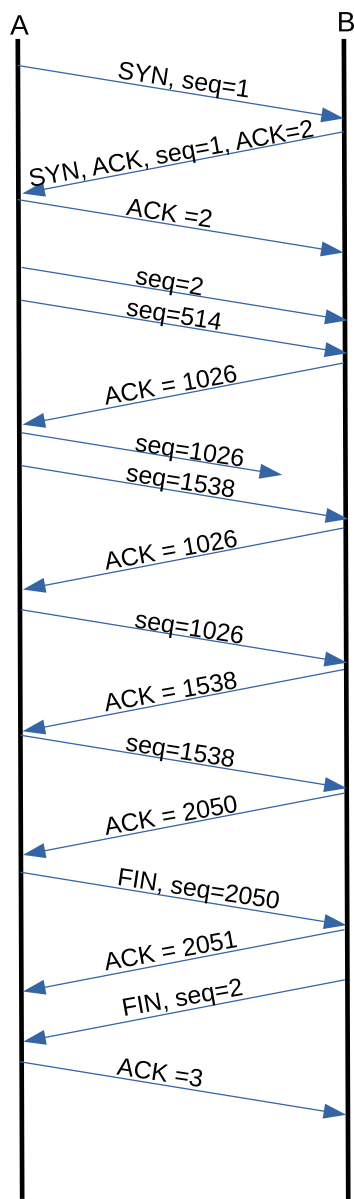 A
B
SYN, seq=1
SYN, ACK, seq=1, ACK=2
ACK =2
seq=2
seq=514
ACK = 1026
seq=1026
seq=1538
ACK = 1026
seq=1026
ACK = 1538
seq=1538
ACK = 2050
FIN, seq=2050
ACK = 2051
FIN, seq=2
ACK =3